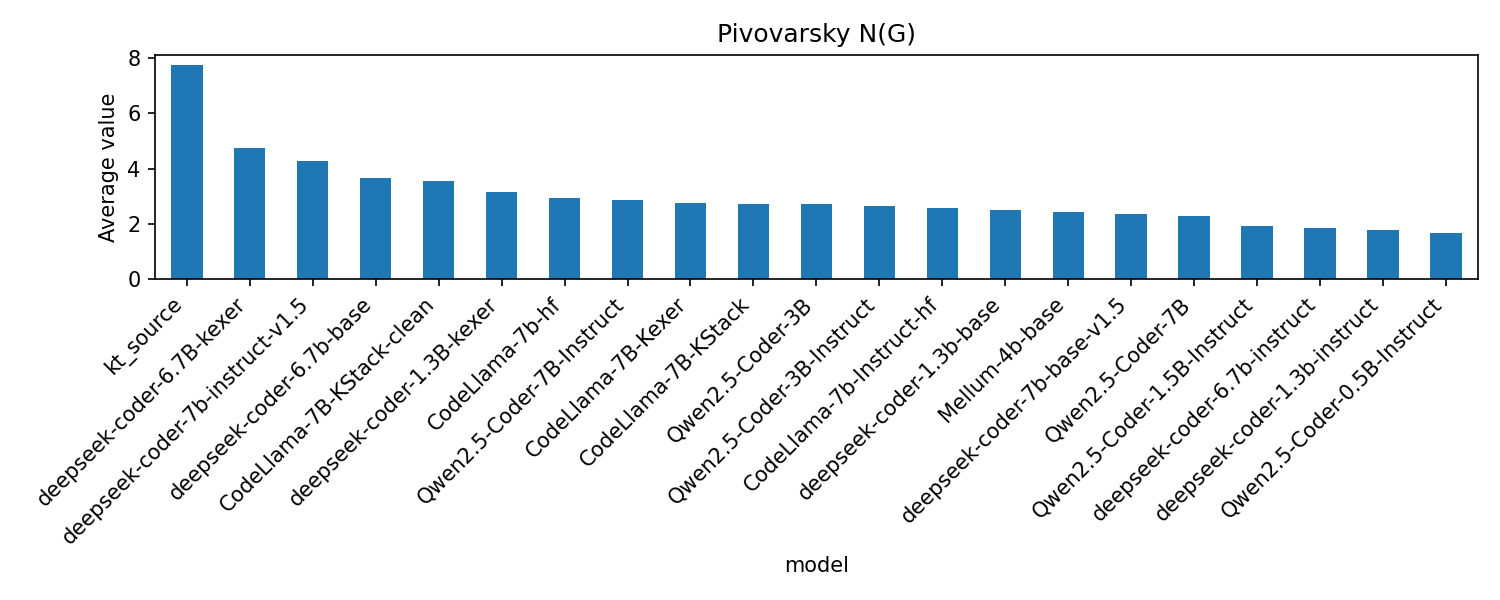 Pivovarsky N(G)
Average value
8
6
4
2
0
kt_source
deepseek-coder-6.7B-kexer
deepseek-coder-7b-instruct-v1.5
deepseek-coder-6.7b-base
CodeLlama-7B-KStack-clean
deepseek-coder-1.3B-kexer
CodeLlama-7b-hf
Qwen2.5-Coder-7B-Instruct
CodeLlama-7B-Kexer
CodeLlama-7B-KStack
Qwen2.5-Coder-3B
Qwen2.5-Coder-3B-Instruct
CodeLlama-7b-Instruct-hf
deepseek-coder-1.3b-base
Mellum-4b-base
deepseek-coder-7b-base-v1.5
Qwen2.5-Coder-7B
Qwen2.5-Coder-1.5B-Instruct
deepseek-coder-6.7b-instruct
deepseek-coder-1.3b-instruct
Qwen2.5-Coder-0.5B-Instruct
model